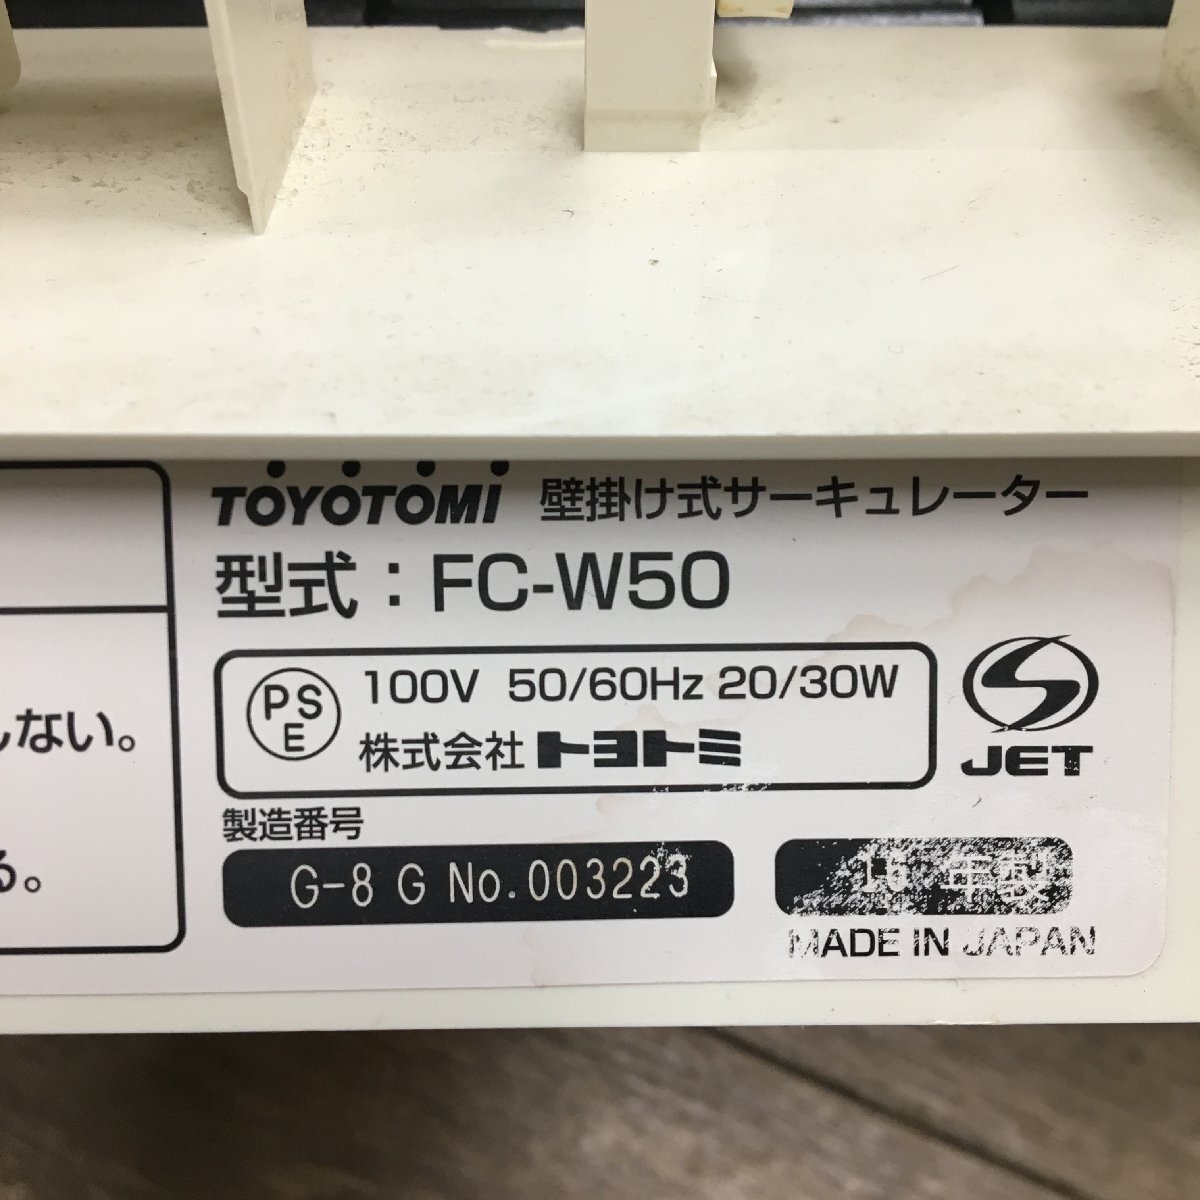 TOYOTOMI 壁掛け式サーキュレーター
型式：FC-W50
PSE
100V 50/60Hz 20/30W
株式会社トヨトミ
JET
製造番号
G-8 G No.003223
16 年製
MADE IN JAPAN
しない。
る。